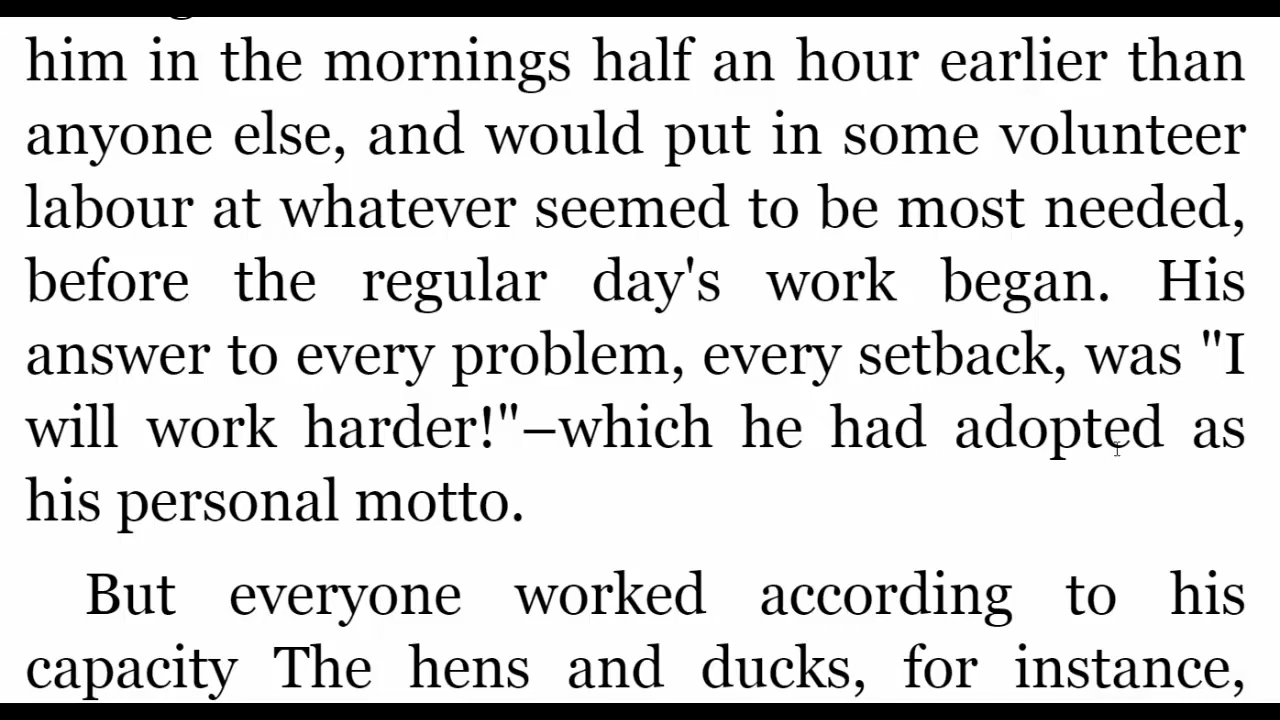 him in the mornings half an hour earlier than
anyone else, and would put in some volunteer
labour at whatever seemed to be most needed,
before the regular day's work began. His
answer to every problem, every setback, was "I
will work harder!"–which he had adopted as
his personal motto.
But everyone worked according to his
capacity The hens and ducks, for instance,